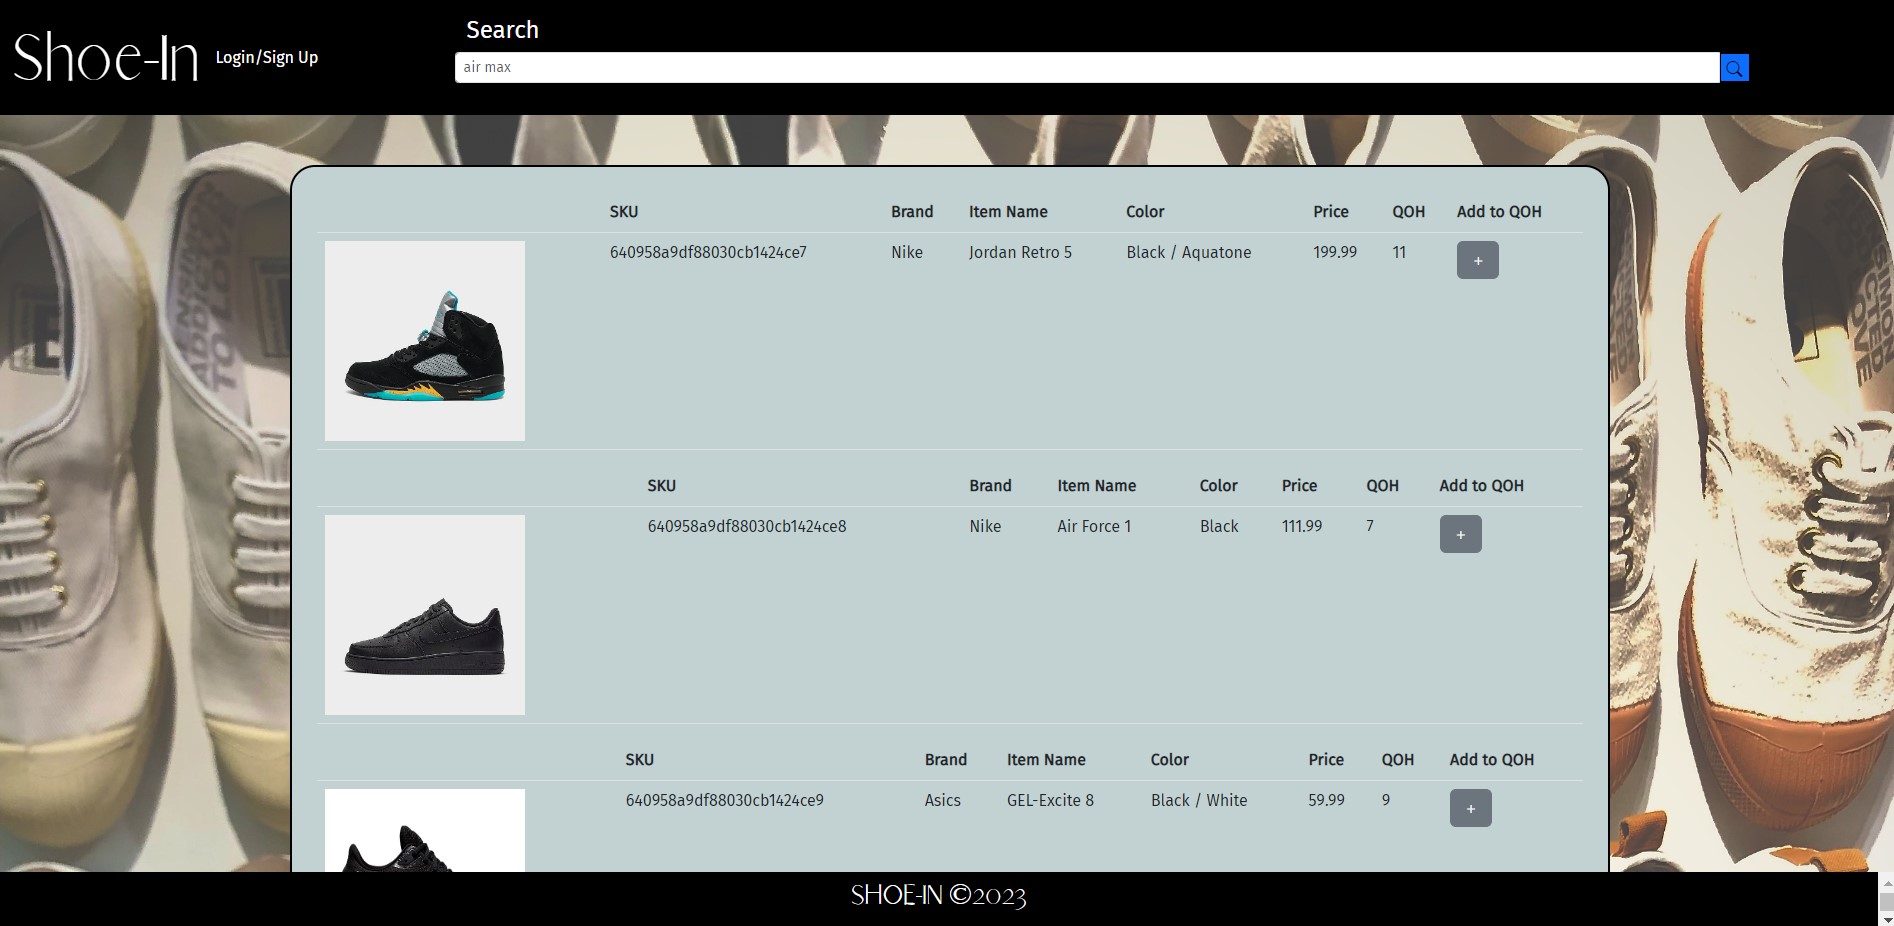 Shoe-In
Login/Sign Up
Search
air max
SKU Brand Item Name Color Price QOH Add to QOH
640958a9df88030cb1424ce7 Nike Jordan Retro 5 Black / Aquatone 199.99 11 +
SKU Brand Item Name Color Price QOH Add to QOH
640958a9df88030cb1424ce8 Nike Air Force 1 Black 111.99 7 +
SKU Brand Item Name Color Price QOH Add to QOH
640958a9df88030cb1424ce9 Asics GEL-Excite 8 Black / White 59.99 9 +
ADDICT
TO LOVE
SHOE-IN ©2023